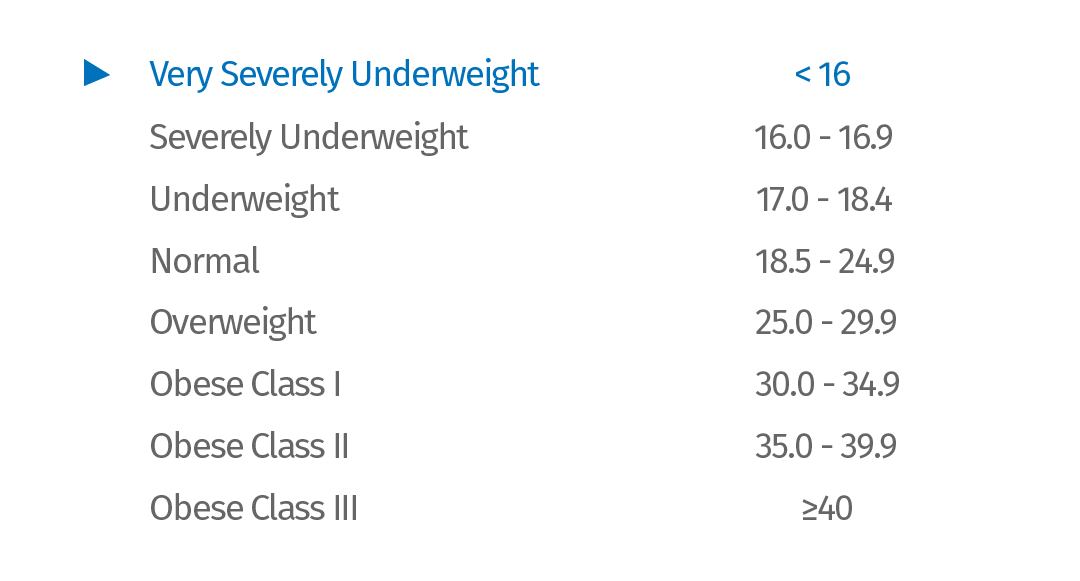 Very Severely Underweight < 16
Severely Underweight 16.0 - 16.9
Underweight 17.0 - 18.4
Normal 18.5 - 24.9
Overweight 25.0 - 29.9
Obese Class I 30.0 - 34.9
Obese Class II 35.0 - 39.9
Obese Class III ≥40